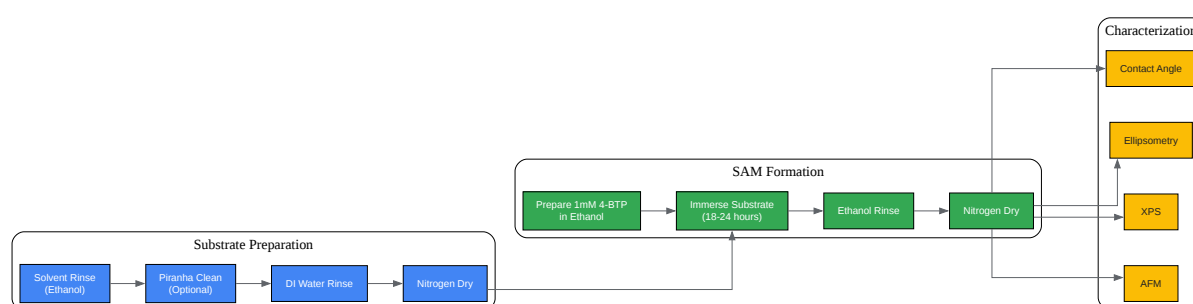 Substrate Preparation
Solvent Rinse
(Ethanol)
Piranha Clean
(Optional)
DI Water Rinse
Nitrogen Dry
SAM Formation
Prepare 1mM 4-BTP
in Ethanol
Immerse Substrate
(18-24 hours)
Ethanol Rinse
Nitrogen Dry
Characterization
Contact Angle
Ellipsometry
XPS
AFM